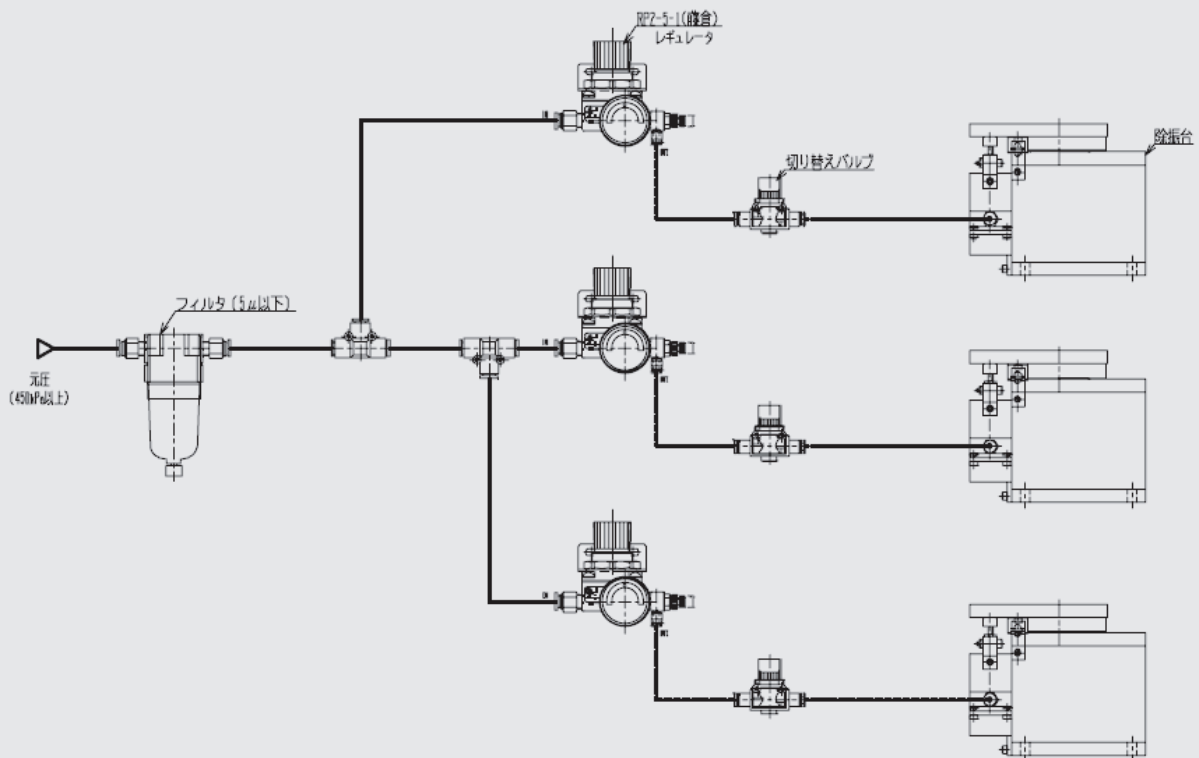 RP2-5-1(藤倉)
レギュレータ
除振台
切り替えバルブ
フィルタ(5μ以下)
元圧
(450kPa以上)